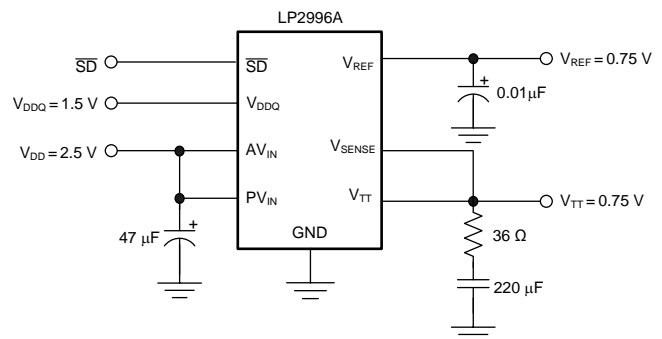 LP2996A
SD
SD
VREF
VREF = 0.75 V
0.01µF
VDDQ = 1.5 V
VDDQ
VDD = 2.5 V
AVIN
VSENSE
PVIN
VTT
VTT = 0.75 V
47 µF
GND
36 Ω
220 µF